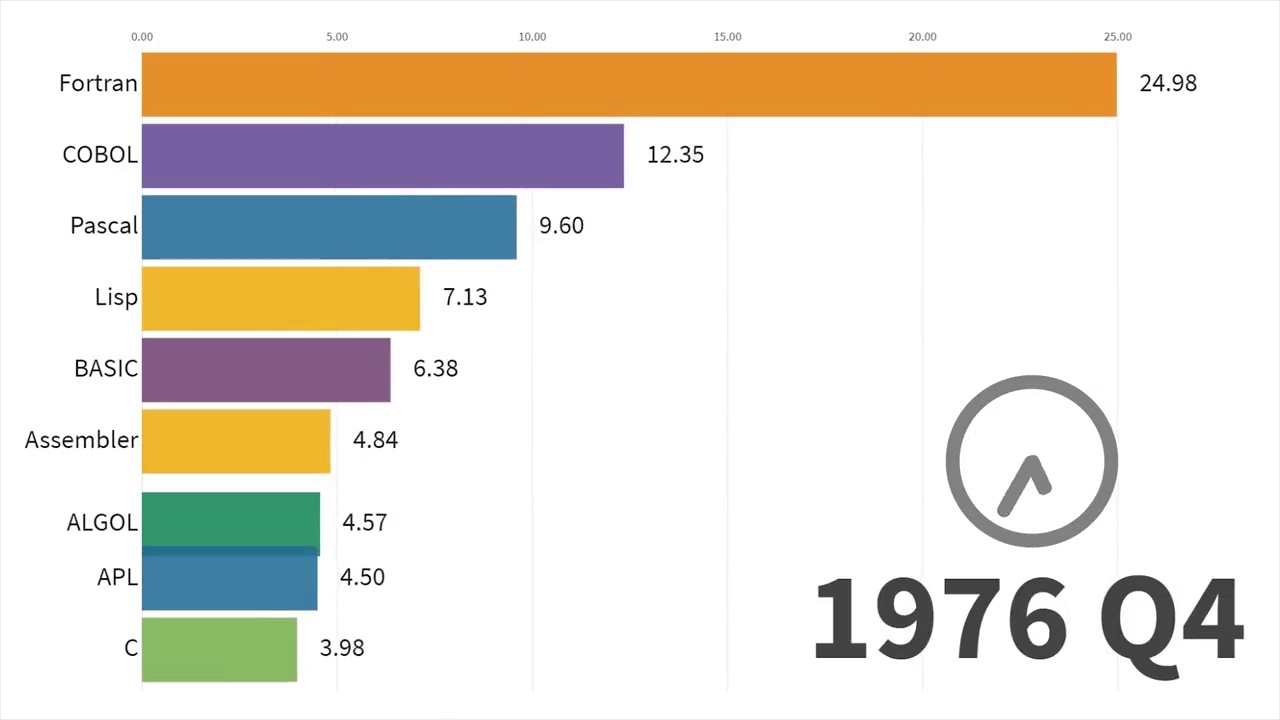 0.00 5.00 10.00 15.00 20.00 25.00
Fortran 24.98
COBOL 12.35
Pascal 9.60
Lisp 7.13
BASIC 6.38
Assembler 4.84
ALGOL 4.57
APL 4.50
C 3.98
1976 Q4